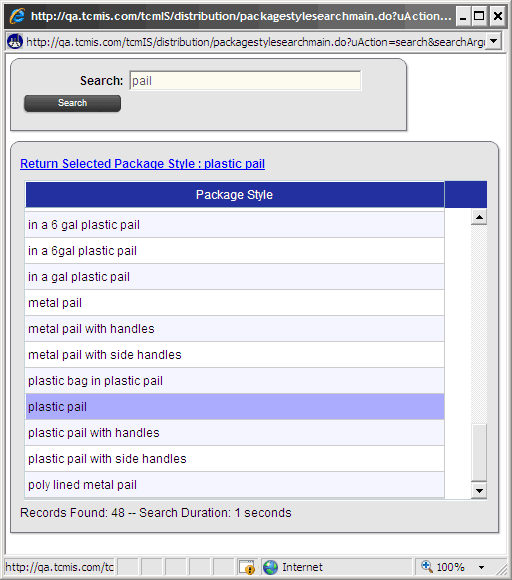 http://qa.tcmis.com/tcmIS/distribution/packagestylesearchmain.do?uAction...
http://qa.tcmis.com/tcmIS/distribution/packagestylesearchmain.do?uAction=search&searchArgu
Search: pail
Search
Return Selected Package Style : plastic pail
Package Style
in a 6 gal plastic pail
in a 6gal plastic pail
in a gal plastic pail
metal pail
metal pail with handles
metal pail with side handles
plastic bag in plastic pail
plastic pail
plastic pail with handles
plastic pail with side handles
poly lined metal pail
Records Found: 48 -- Search Duration: 1 seconds
http://qa.tcmis.com/tc Internet 100%